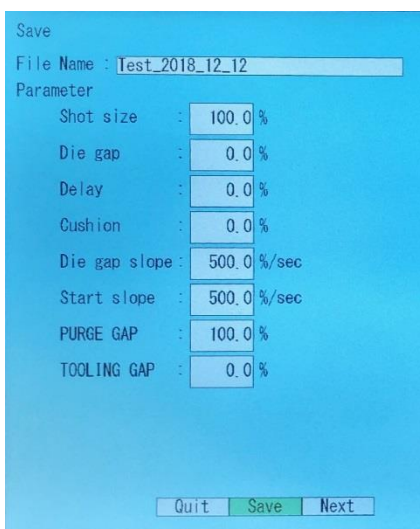 Save
File Name : Test_2018_12_12
Parameter
Shot size : 100.0 %
Die gap : 0.0 %
Delay : 0.0 %
Cushion : 0.0 %
Die gap slope : 500.0 %/sec
Start slope : 500.0 %/sec
PURGE GAP : 100.0 %
TOOLING GAP : 0.0 %
Quit Save Next